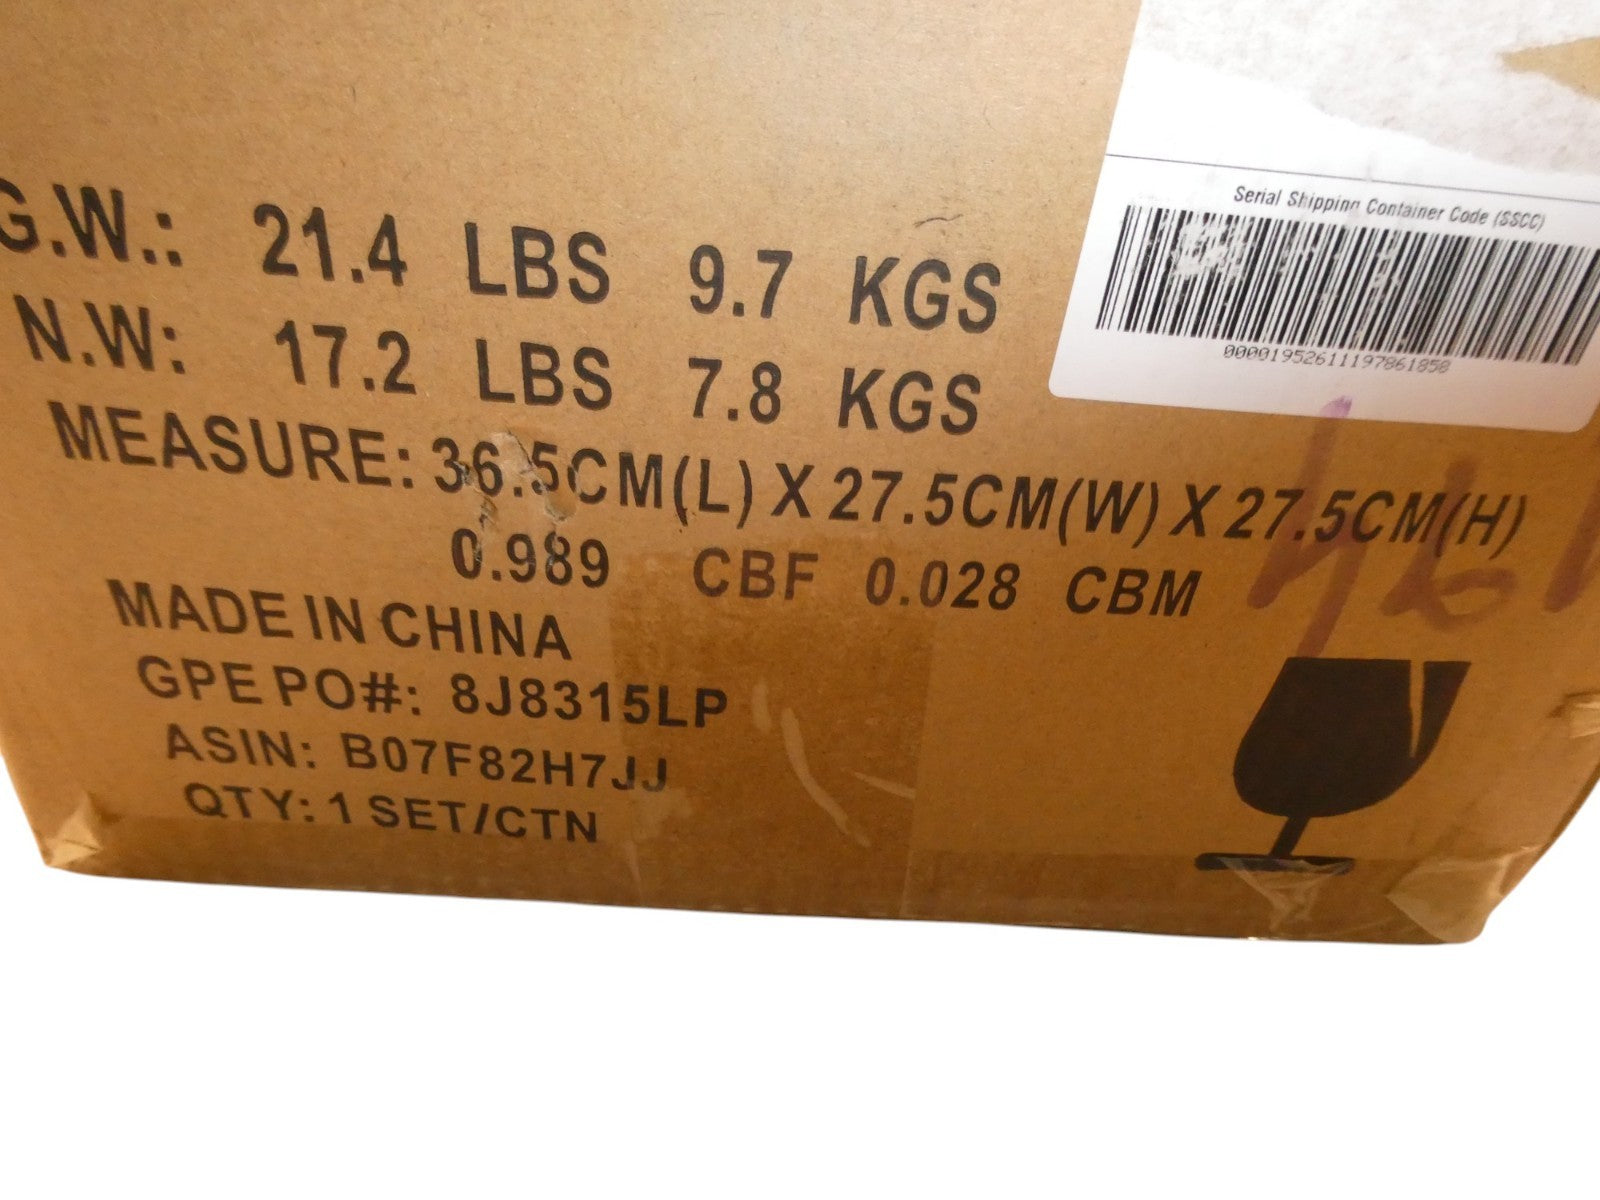 Serial Shipping Container Code (SSCC)
00001952611197861858
G.W.: 21.4 LBS 9.7 KGS
N.W: 17.2 LBS 7.8 KGS
MEASURE: 36.5CM(L) X 27.5CM(W) X 27.5CM(H)
0.989 CBF 0.028 CBM
MADE IN CHINA
GPE PO#: 8J8315LP
ASIN: B07F82H7JJ
QTY: 1 SET/CTN